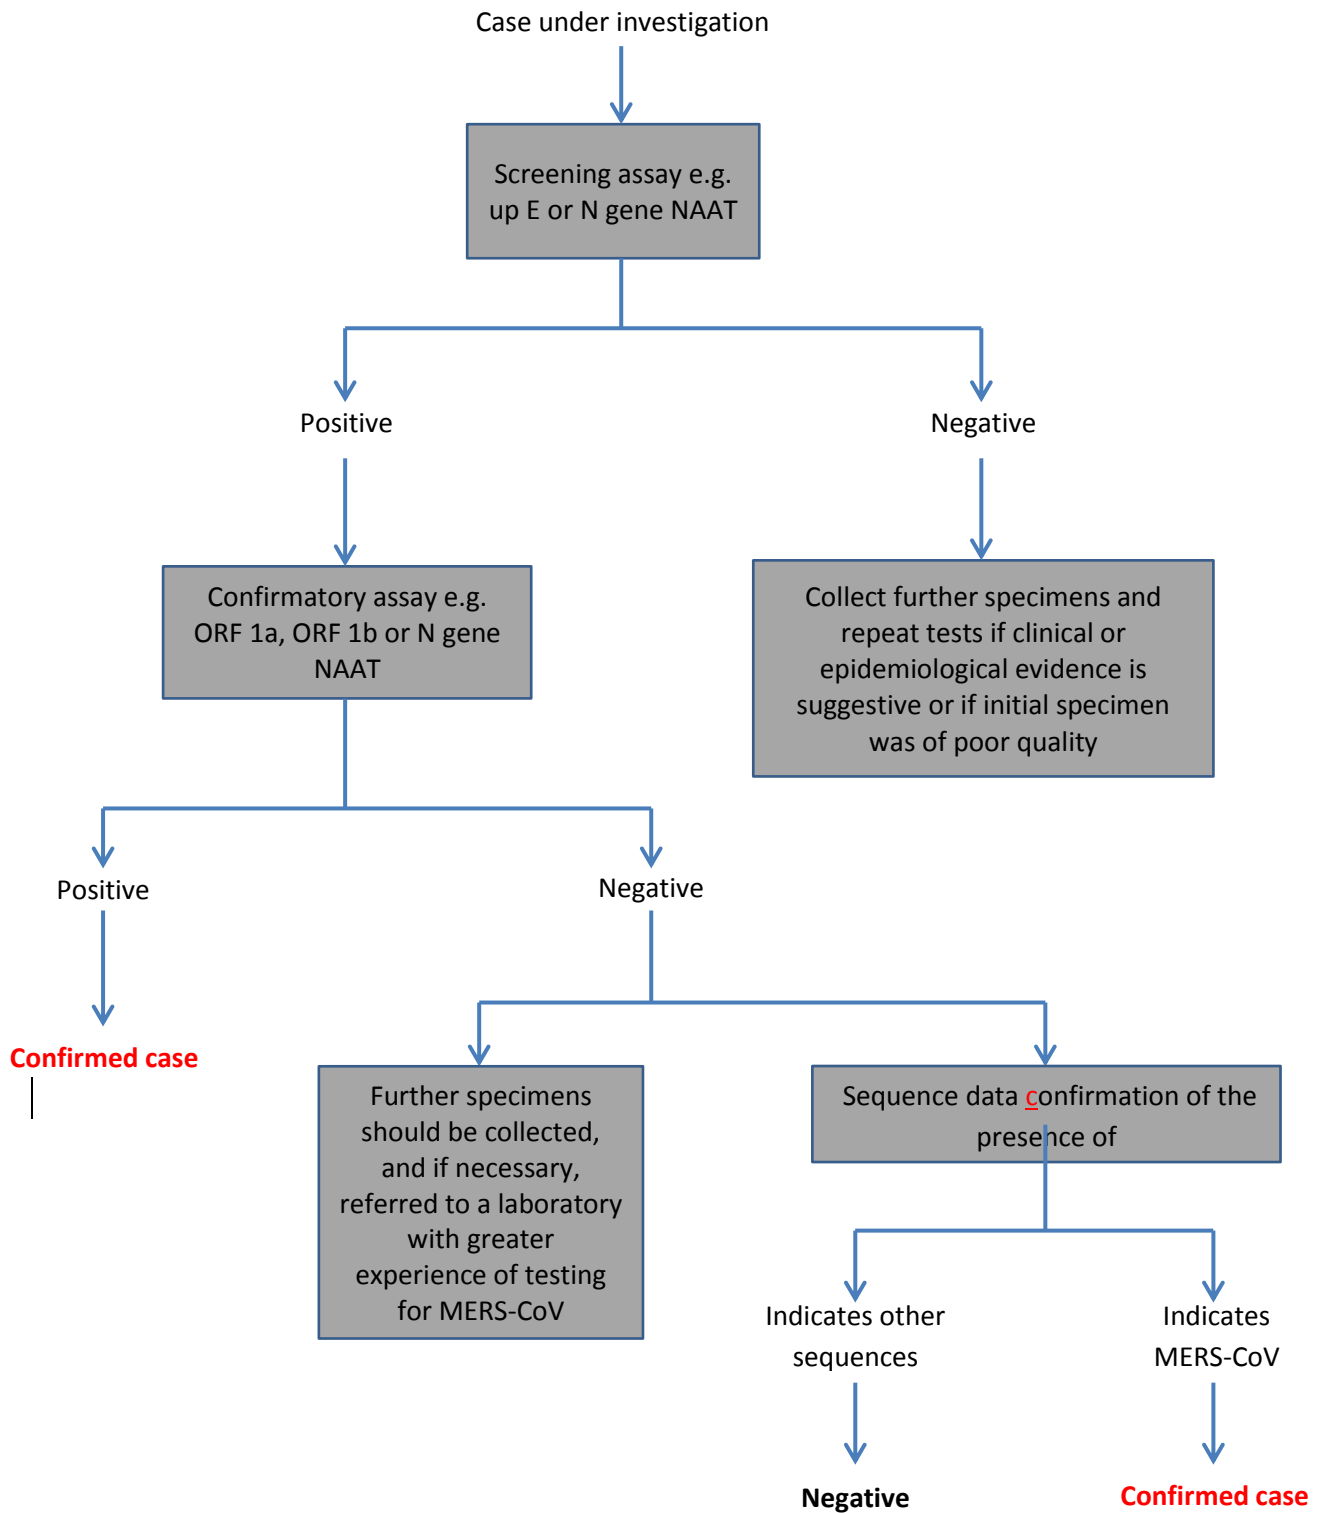 Case under investigation
Screening assay e.g.
up E or N gene NAAT
Positive
Negative
Confirmatory assay e.g.
ORF 1a, ORF 1b or N gene
NAAT
Collect further specimens and
repeat tests if clinical or
epidemiological evidence is
suggestive or if initial specimen
was of poor quality
Positive
Negative
Confirmed case
Further specimens
should be collected,
and if necessary,
referred to a laboratory
with greater
experience of testing
for MERS-CoV
Sequence data confirmation of the
presence of
Indicates other
sequences
Indicates
MERS-CoV
Negative
Confirmed case